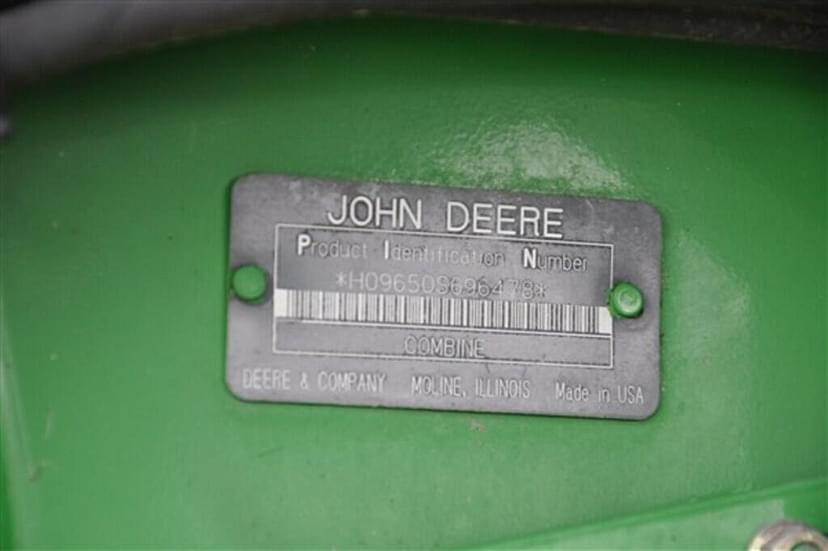 JOHN DEERE
Product Identification Number
*H09650S696478*
COMBINE
DEERE & COMPANY MOLINE, ILLINOIS Made in USA